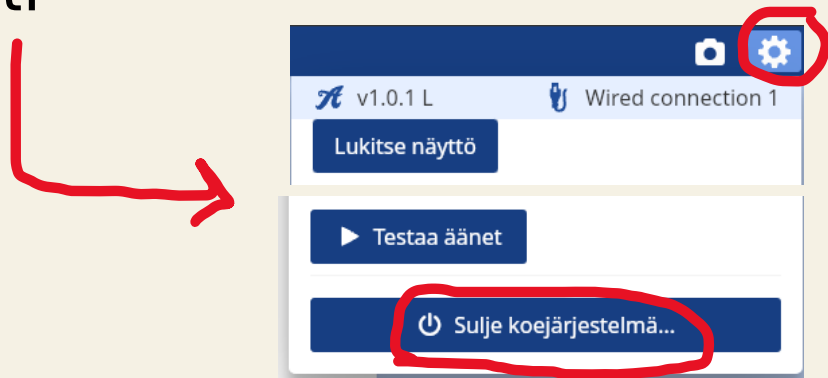 v1.0.1 L Wired connection 1
Lukitse näyttö
Testaa äänet
Sulje koejärjestelmä...